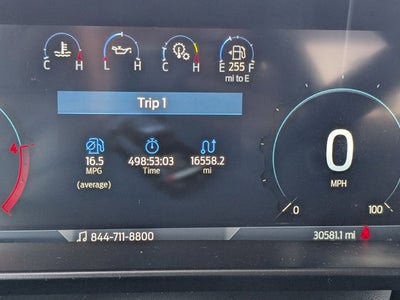 C H L H C H E 255 F
mi to E
Trip 1
16.5 498:53:03 16558.2
MPG Time mi
(average)
4
0
MPH
0 100
844-711-8800 30581.1 mi